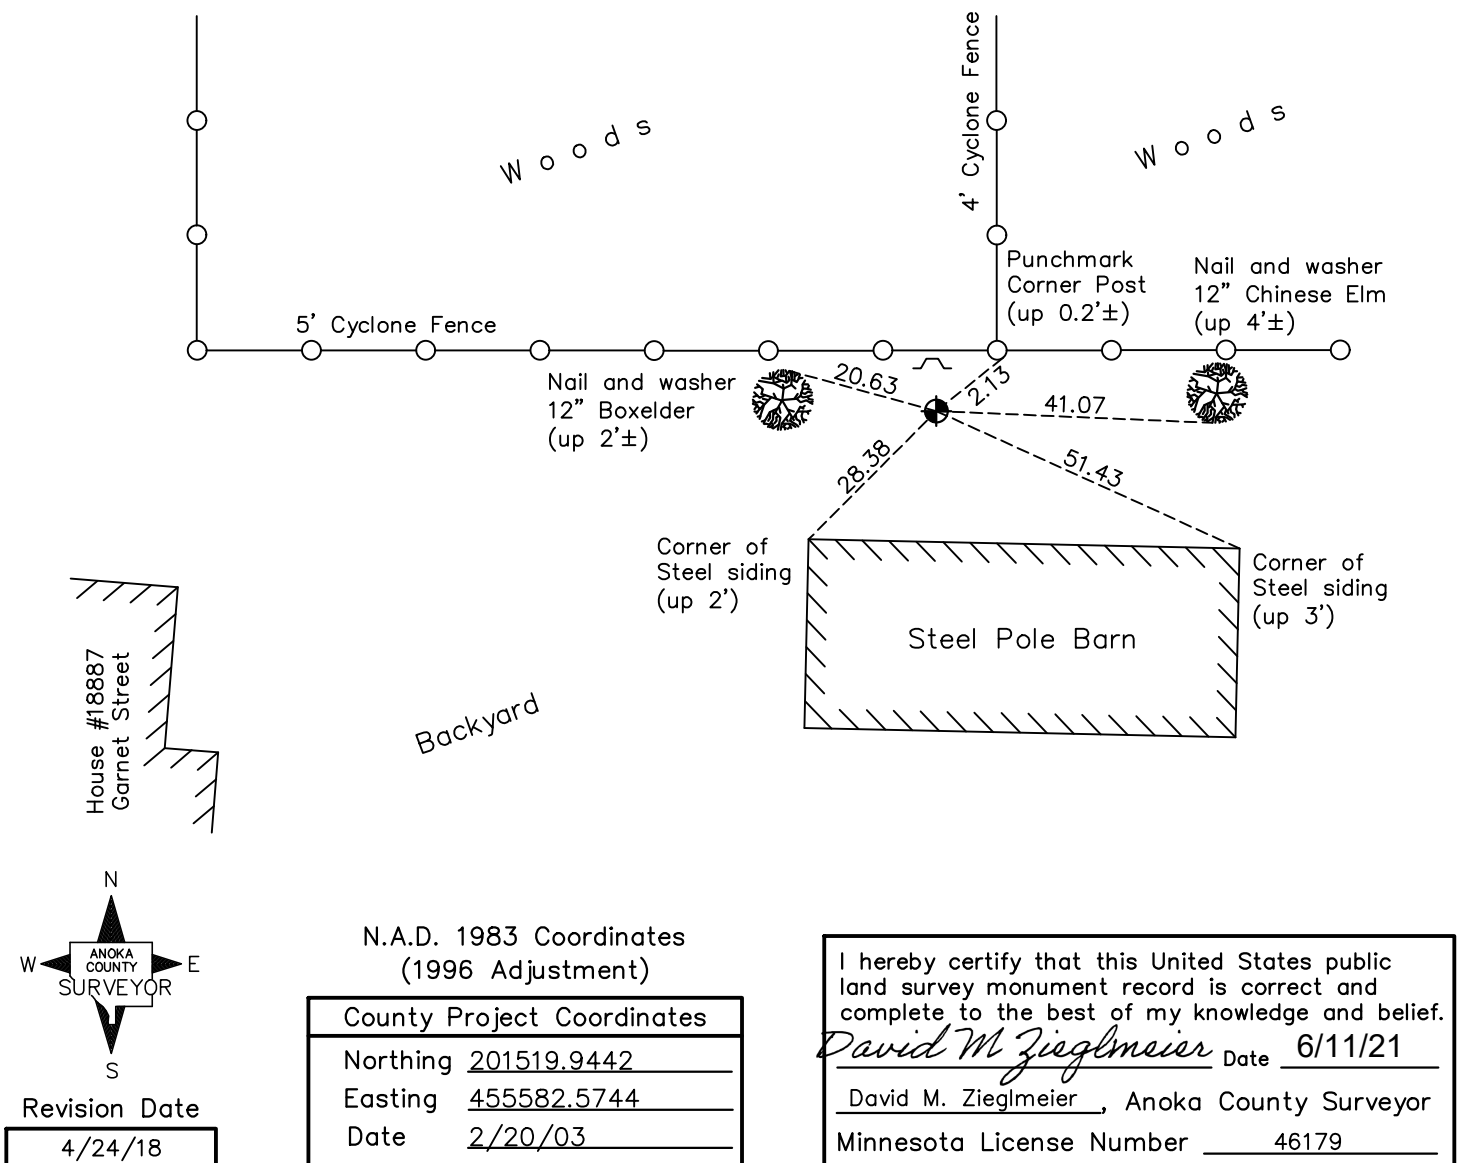 4' Cyclone Fence
Woods
Woods
Punchmark
Corner Post
(up 0.2'±)
Nail and washer
12" Chinese Elm
(up 4'±)
5' Cyclone Fence
Nail and washer
12" Boxelder
(up 2'±)
20.63
2.13
41.07
28.38
51.43
Corner of
Steel siding
(up 2')
Corner of
Steel siding
(up 3')
Steel Pole Barn
House #18887
Garnet Street
Backyard
N
W
ANOKA
COUNTY
SURVEYOR
E
S
Revision Date
4/24/18
N.A.D. 1983 Coordinates
(1996 Adjustment)
County Project Coordinates
Northing 201519.9442
Easting 455582.5744
Date 2/20/03
I hereby certify that this United States public
land survey monument record is correct and
complete to the best of my knowledge and belief.
David M Zieglmeier Date 6/11/21
David M. Zieglmeier, Anoka County Surveyor
Minnesota License Number 46179